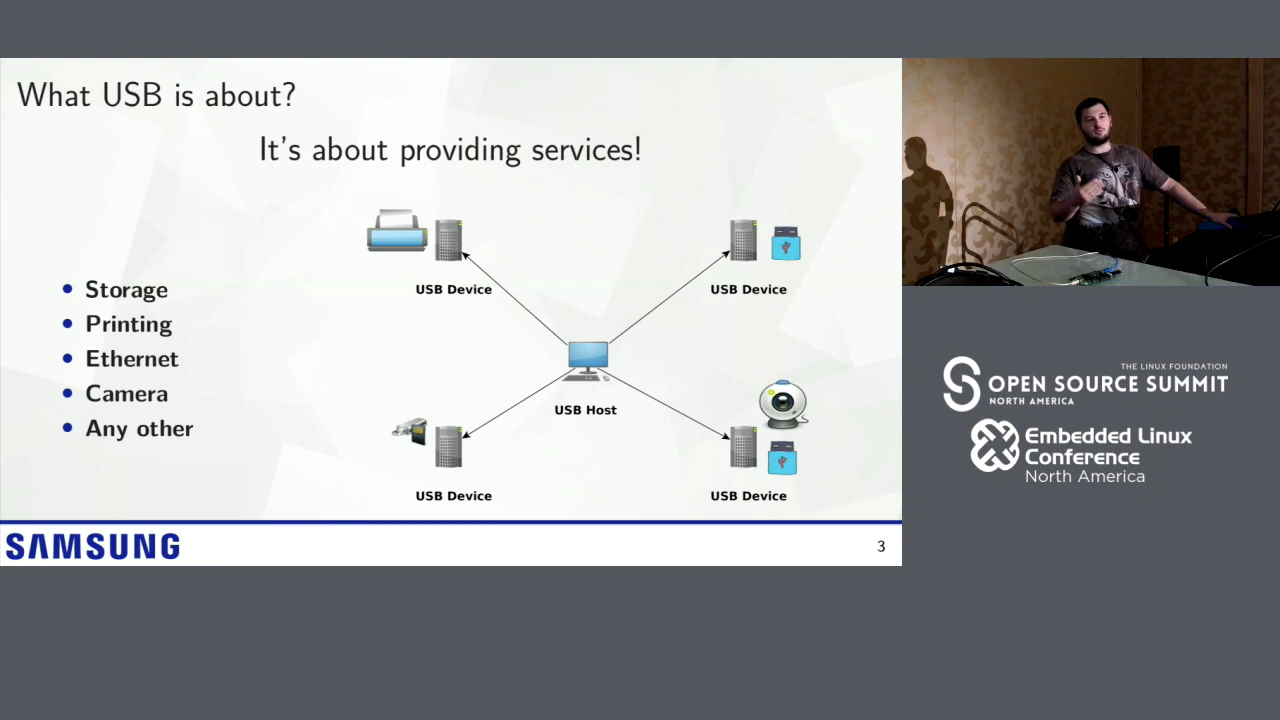 What USB is about?
It's about providing services!
• Storage
• Printing
• Ethernet
• Camera
• Any other
USB Device
USB Device
USB Host
USB Device
USB Device
SAMSUNG
3
THE LINUX FOUNDATION
OPEN SOURCE SUMMIT
NORTH AMERICA
Embedded Linux
Conference
North America